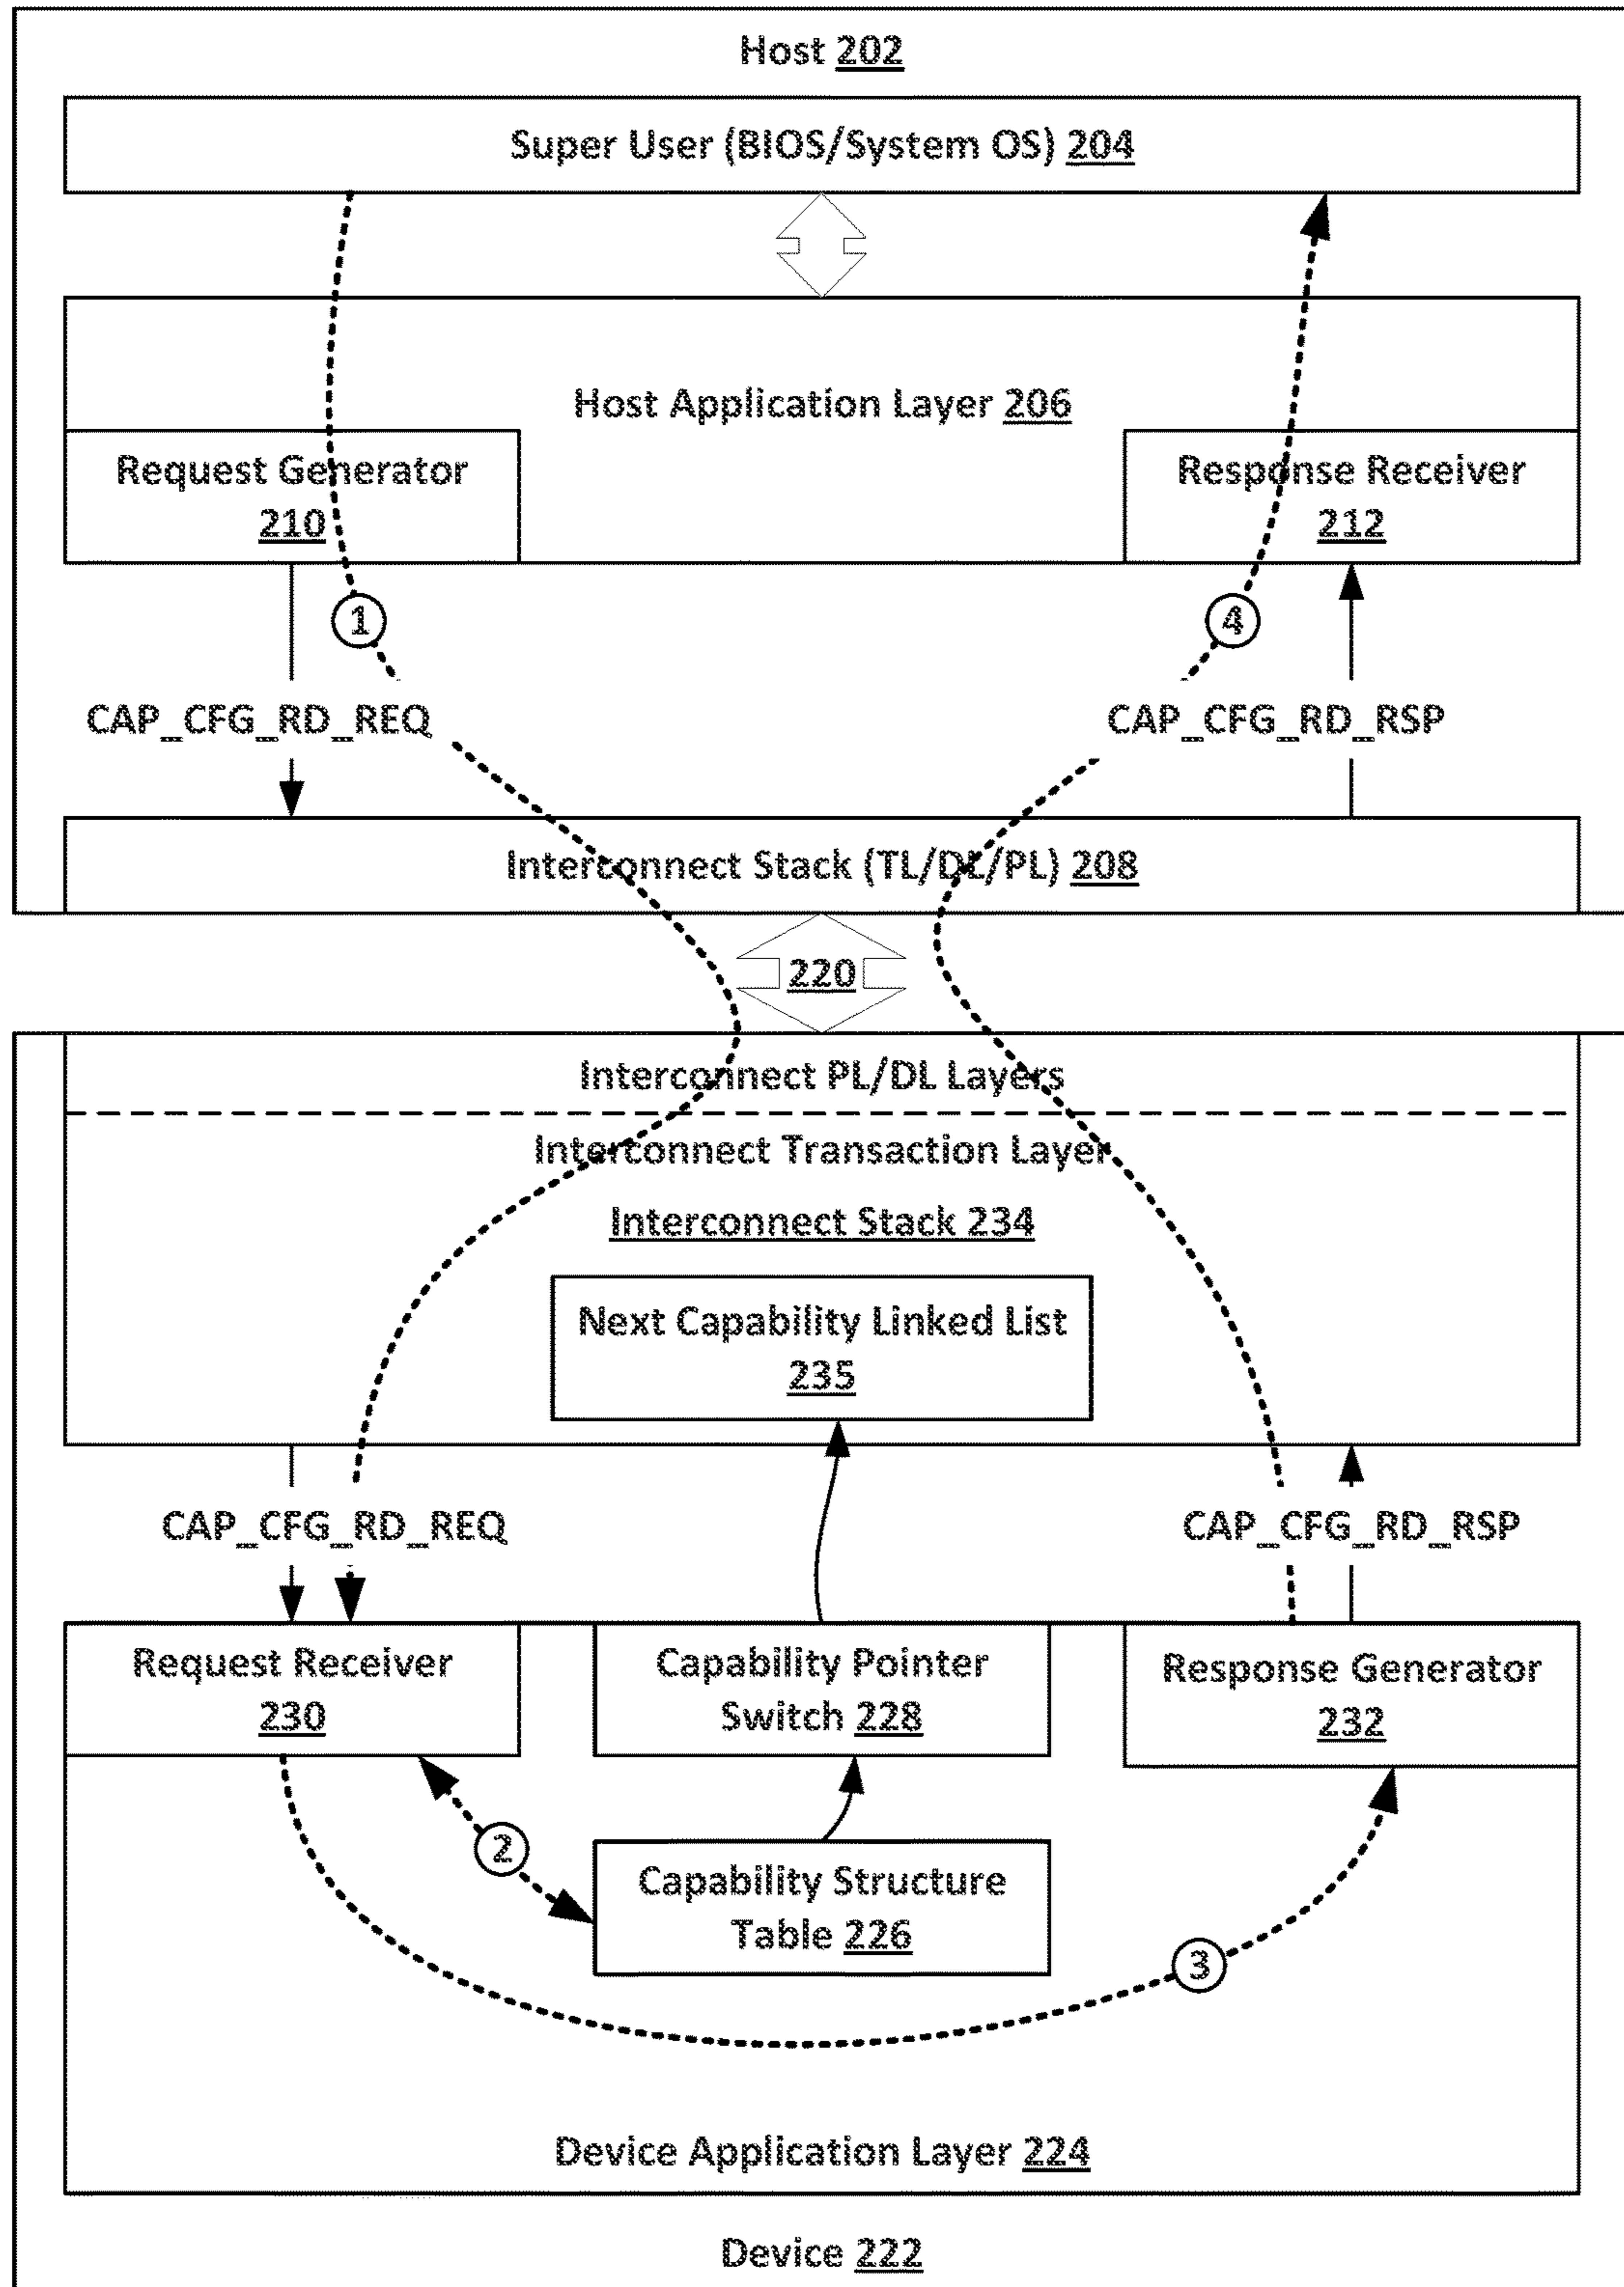 Host 202
Super User (BIOS/System OS) 204
Host Application Layer 206
Request Generator
210
Response Receiver
212
1
4
CAP_CFG_RD_REQ
CAP_CFG_RD_RSP
Interconnect Stack (TL/DL/PL) 208
220
Interconnect PL/DL Layers
Interconnect Transaction Layer
Interconnect Stack 234
Next Capability Linked List
235
CAP_CFG_RD_REQ
CAP_CFG_RD_RSP
Request Receiver
230
Capability Pointer
Switch 228
Response Generator
232
2
Capability Structure
Table 226
3
Device Application Layer 224
Device 222